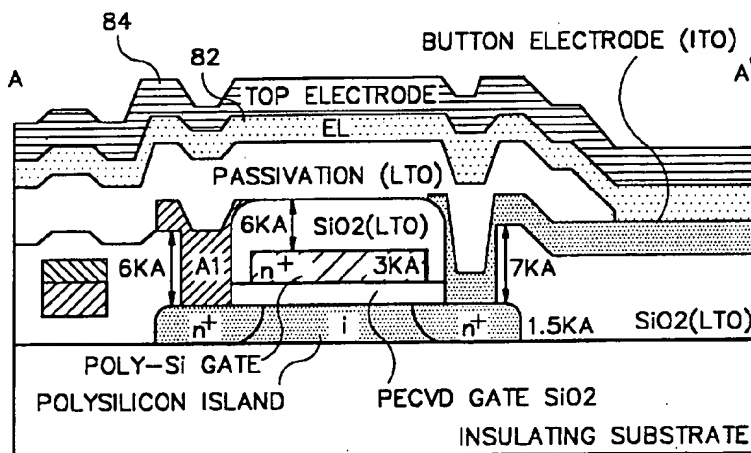 84
82
BUTTON ELECTRODE (ITO)
A
A'
TOP ELECTRODE
EL
PASSIVATION (LTO)
6KA
SiO2(LTO)
6KA
A1
n+
3KA
7KA
n+
i
n+
1.5KA
SiO2(LTO)
POLY-Si GATE
POLYSILICON ISLAND
PECVD GATE SiO2
INSULATING SUBSTRATE